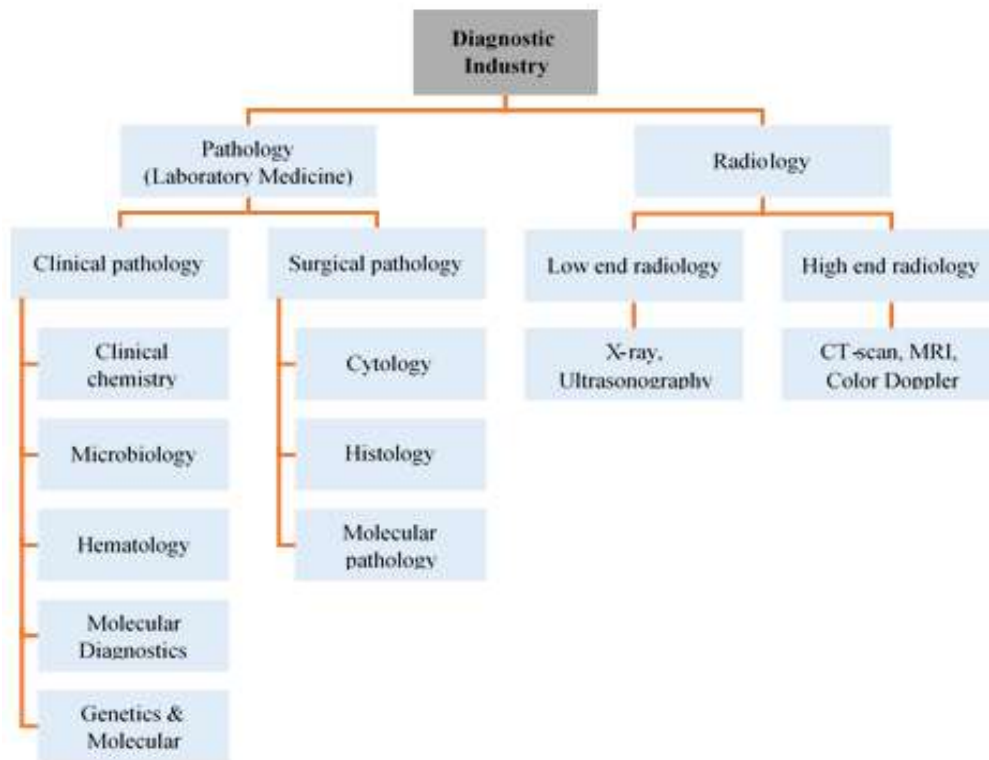 Diagnostic
Industry
Pathology
(Laboratory Medicine)
Radiology
Clinical pathology
Surgical pathology
Low end radiology
High end radiology
Clinical
chemistry
Cytology
X-ray,
Ultrasonography
CT-scan, MRI,
Color Doppler
Microbiology
Histology
Hematology
Molecular
pathology
Molecular
Diagnostics
Genetics &
Molecular